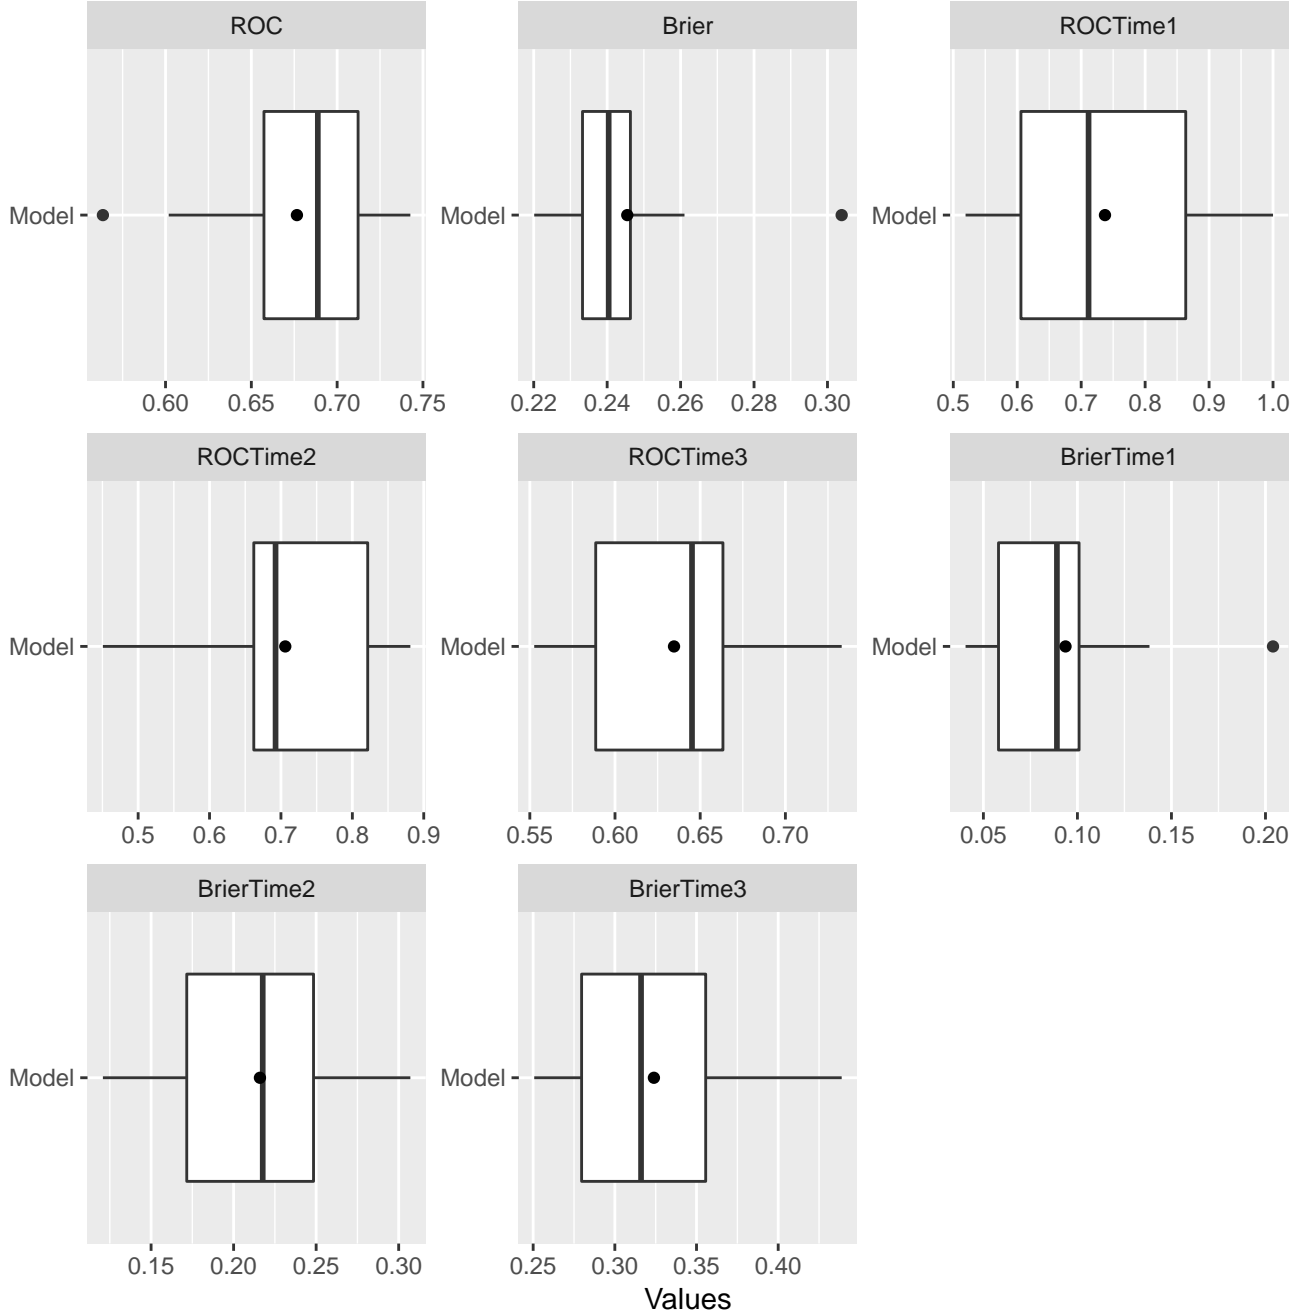 ROC Brier ROCTime1
Model Model Model
0.60 0.65 0.70 0.75 0.22 0.24 0.26 0.28 0.30 0.5 0.6 0.7 0.8 0.9 1.0
ROCTime2 ROCTime3 BrierTime1
Model Model Model
0.5 0.6 0.7 0.8 0.9 0.55 0.60 0.65 0.70 0.05 0.10 0.15 0.20
BrierTime2 BrierTime3
Model Model
0.15 0.20 0.25 0.30 0.25 0.30 0.35 0.40
Values